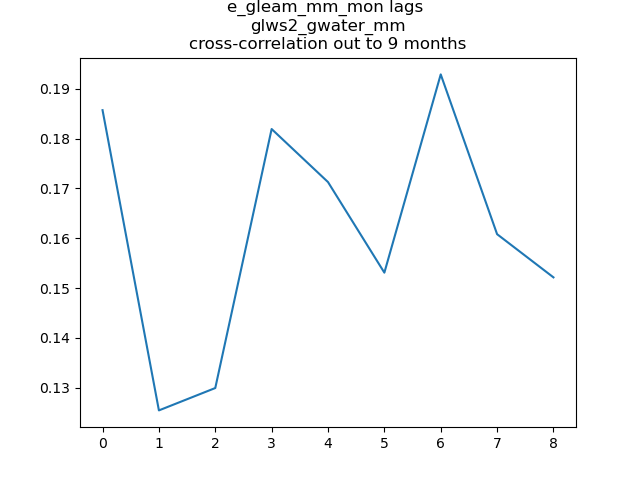 e_gleam_mm_mon lags
glws2_gwater_mm
cross-correlation out to 9 months
0.19
0.18
0.17
0.16
0.15
0.14
0.13
0 1 2 3 4 5 6 7 8